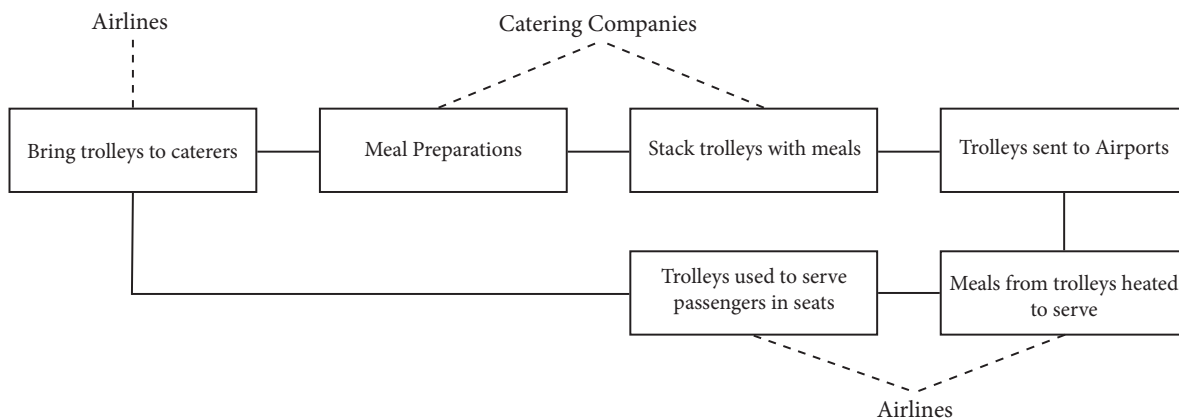 Airlines
Catering Companies
Bring trolleys to caterers
Meal Preparations
Stack trolleys with meals
Trolleys sent to Airports
Trolleys used to serve
passengers in seats
Meals from trolleys heated
to serve
Airlines